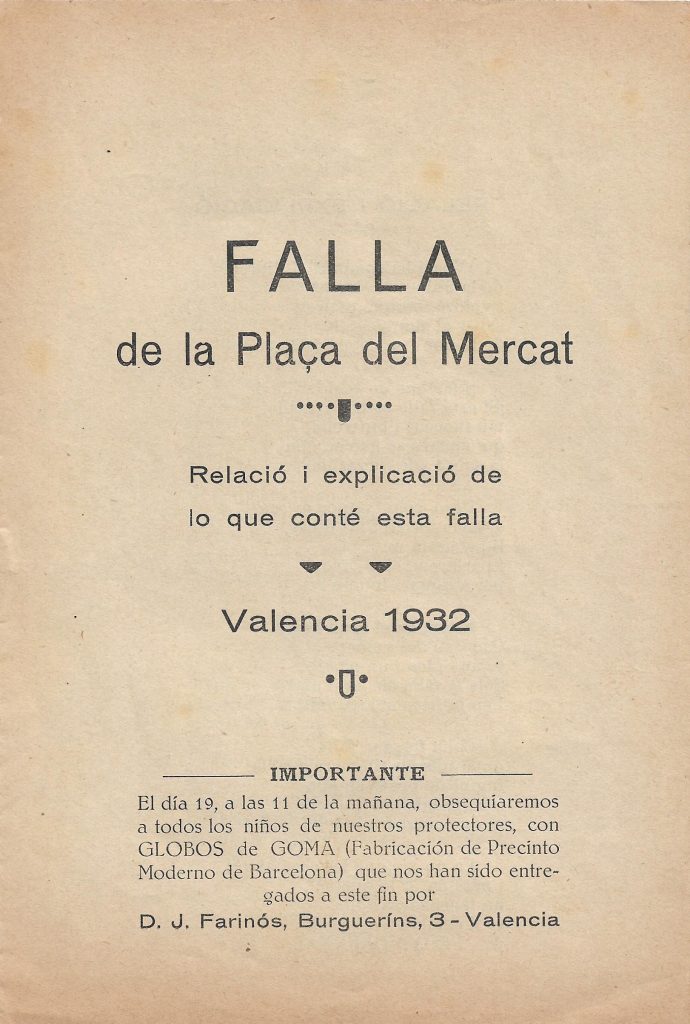 FALLA
de la Plaça del Mercat
Relació i explicació de
lo que conté esta falla
Valencia 1932
IMPORTANTE
El día 19, a las 11 de la mañana, obsequiaremos
a todos los niños de nuestros protectores, con
GLOBOS de GOMA (Fabricación de Precinto
Moderno de Barcelona) que nos han sido entre-
gados a este fin por
D. J. Farinós, Burgueríns, 3 - Valencia